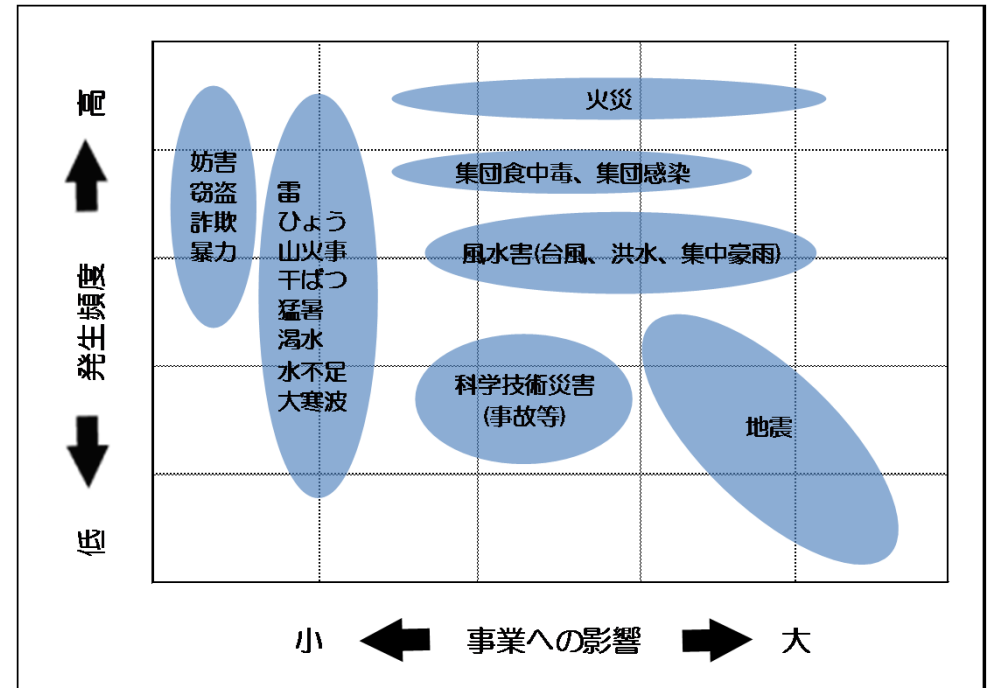 高
発生頻度
低
妨害
窃盗
詐欺
暴力
雷
ひょう
山火事
干ばつ
猛暑
渇水
水不足
大寒波
火災
集団食中毒、集団感染
風水害(台風、洪水、集中豪雨)
科学技術災害
(事故等)
地震
小
事業への影響
大